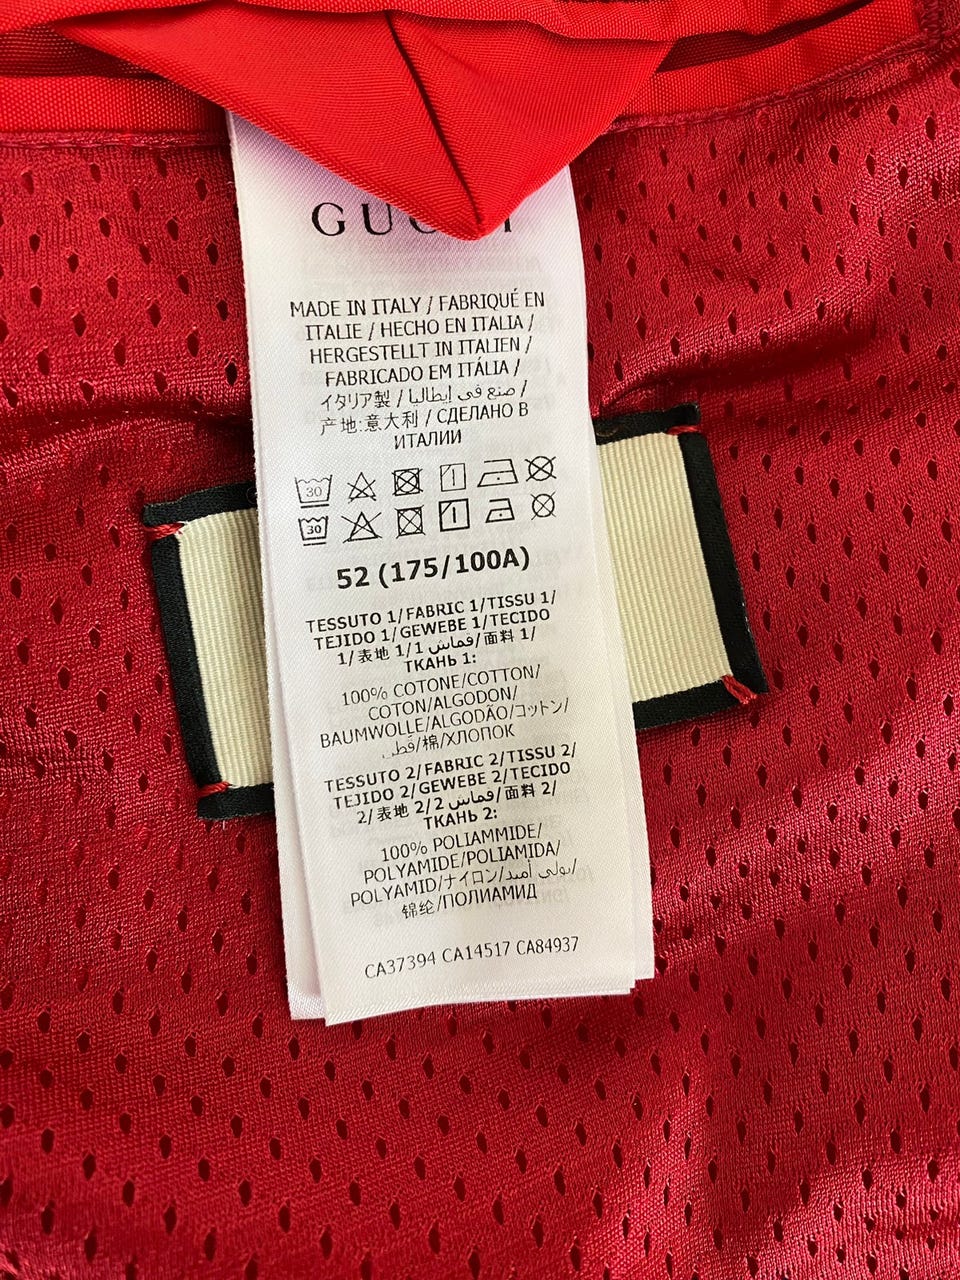 GUCCI
MADE IN ITALY / FABRIQUÉ EN
ITALIE / HECHO EN ITALIA /
HERGESTELLT IN ITALIEN /
FABRICADO EM ITÁLIA /
イタリア製 / صنع في إيطاليا /
产地:意大利 / СДЕЛАНО В
ИТАЛИИ
30
30
52 (175/100A)
TESSUTO 1/FABRIC 1/TISSU 1/
TEJIDO 1/GEWEBE 1/TECIDO
1/表地 1/قماش 1/面料 1/
ТКАНЬ 1:
100% COTONE/COTTON/
COTON/ALGODON/
BAUMWOLLE/ALGODÃO/コットン/
قطن/棉/ХЛОПОК
TESSUTO 2/FABRIC 2/TISSU 2/
TEJIDO 2/GEWEBE 2/TECIDO
2/表地 2/قماش 2/面料 2/
ТКАНЬ 2:
100% POLIAMMIDE/
POLYAMIDE/POLIAMIDA/
POLYAMID/ナイロン/بولي أميد/
锦纶/ПОЛИАМИД
CA37394 CA14517 CA84937